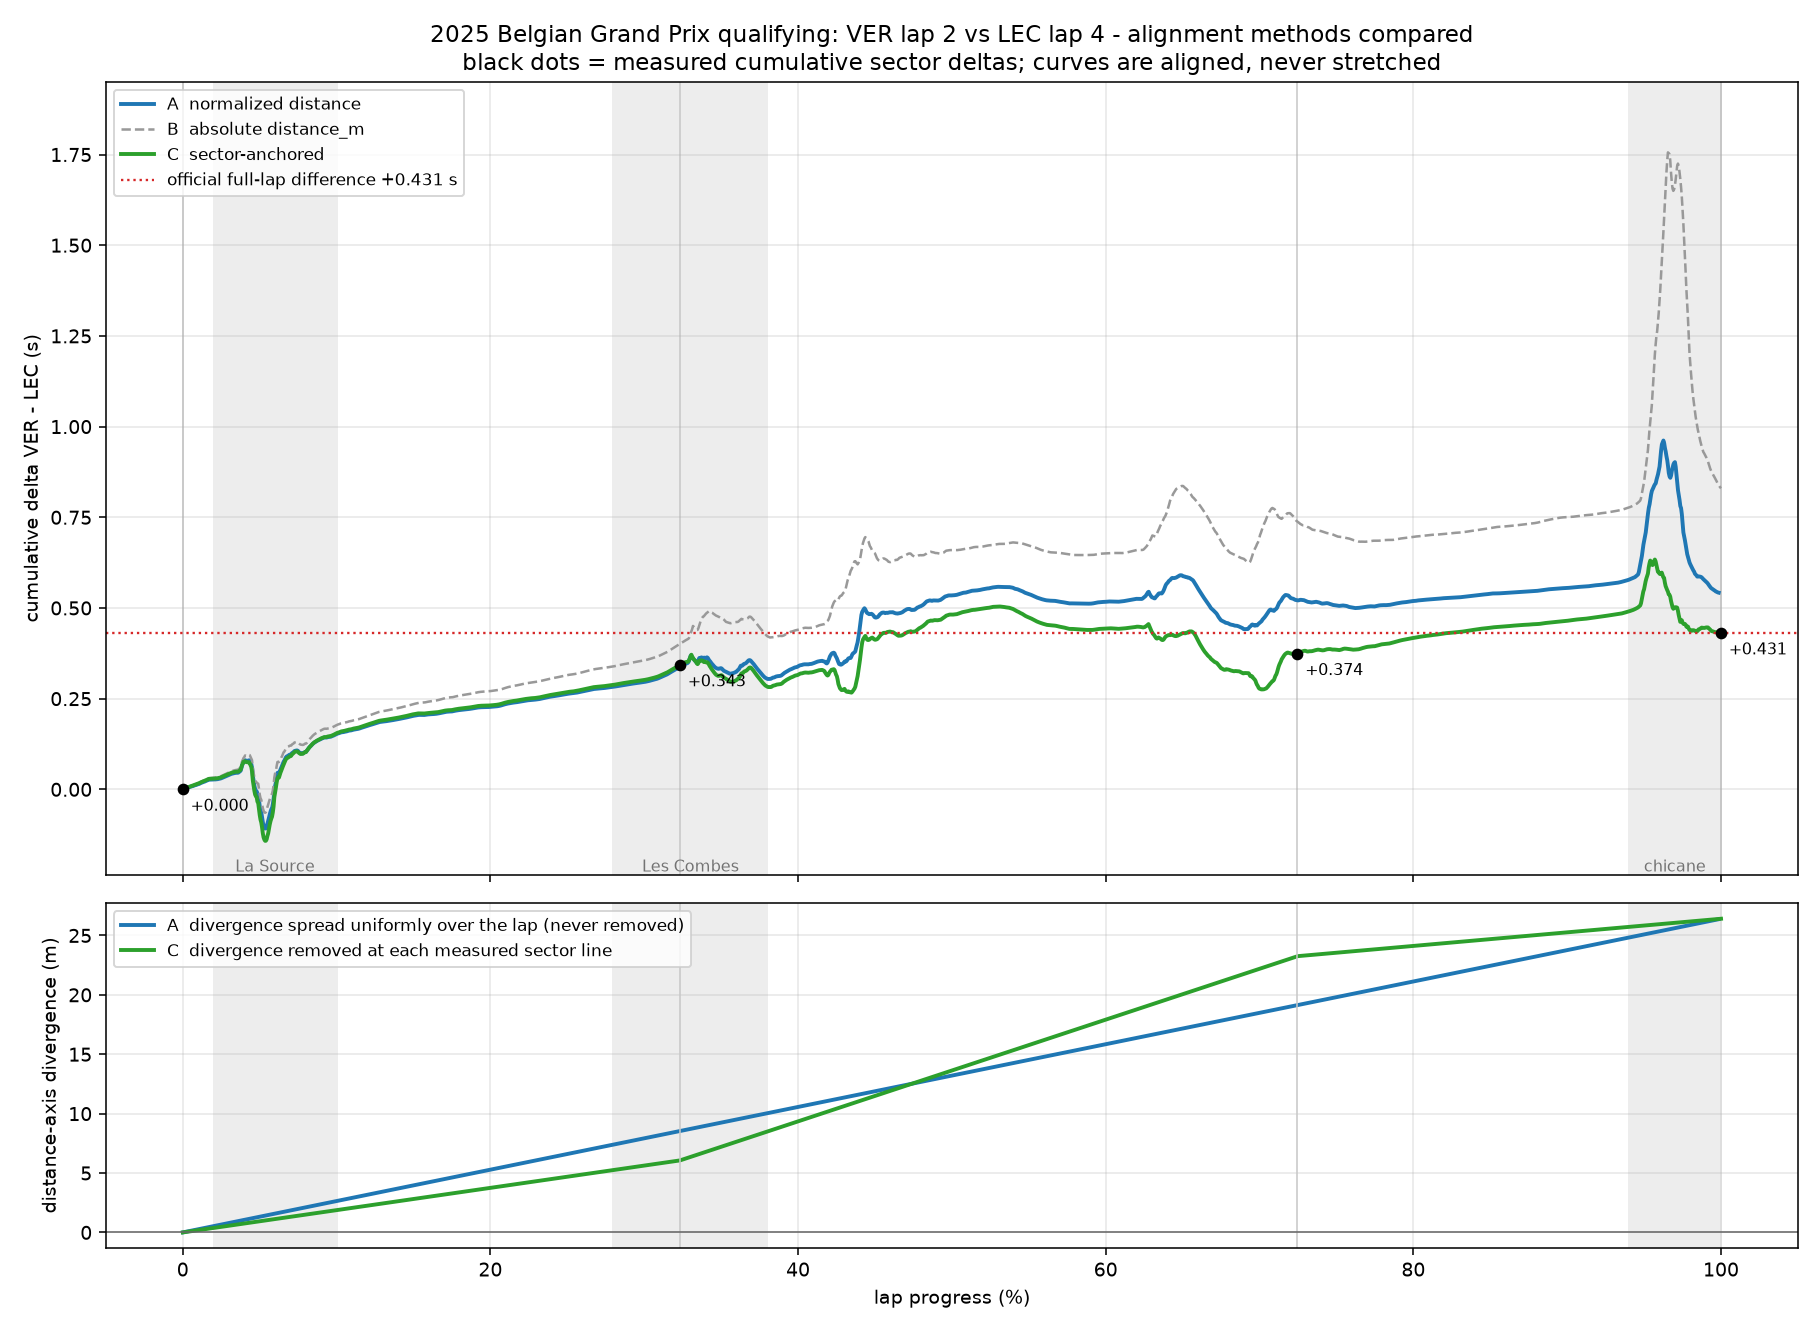 2025 Belgian Grand Prix qualifying: VER lap 2 vs LEC lap 4 - alignment methods compared
black dots = measured cumulative sector deltas; curves are aligned, never stretched
A normalized distance
B absolute distance_m
C sector-anchored
official full-lap difference +0.431 s
cumulative delta VER - LEC (s)
1.75
1.50
1.25
1.00
0.75
0.50
0.25
0.00
+0.000
+0.343
+0.374
+0.431
La Source
Les Combes
chicane
A divergence spread uniformly over the lap (never removed)
C divergence removed at each measured sector line
distance-axis divergence (m)
25
20
15
10
5
0
0 20 40 60 80 100
lap progress (%)